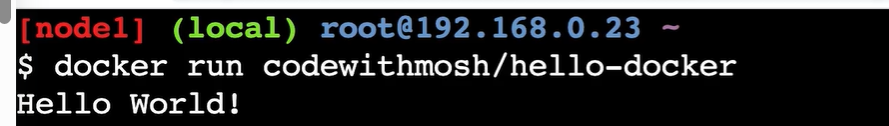 [node1] (local) root@192.168.0.23 ~
$ docker run codewithmosh/hello-docker
Hello World!